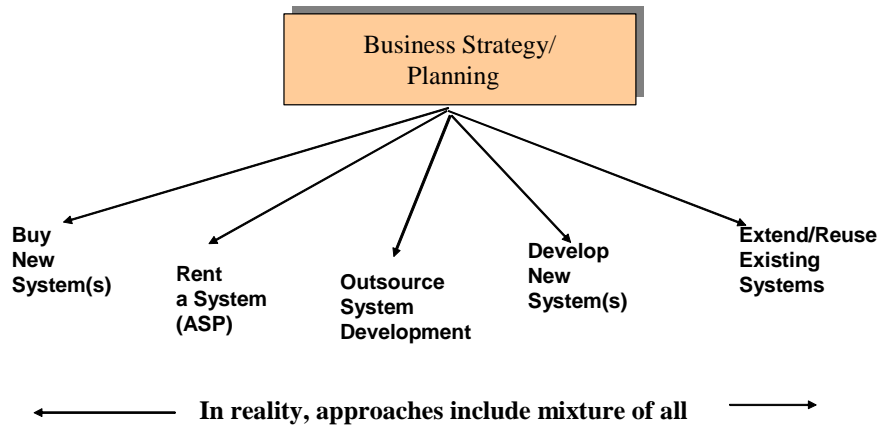 Business Strategy/
Planning
Buy
New
System(s)
Rent
a System
(ASP)
Outsource
System
Development
Develop
New
System(s)
Extend/Reuse
Existing
Systems
In reality, approaches include mixture of all